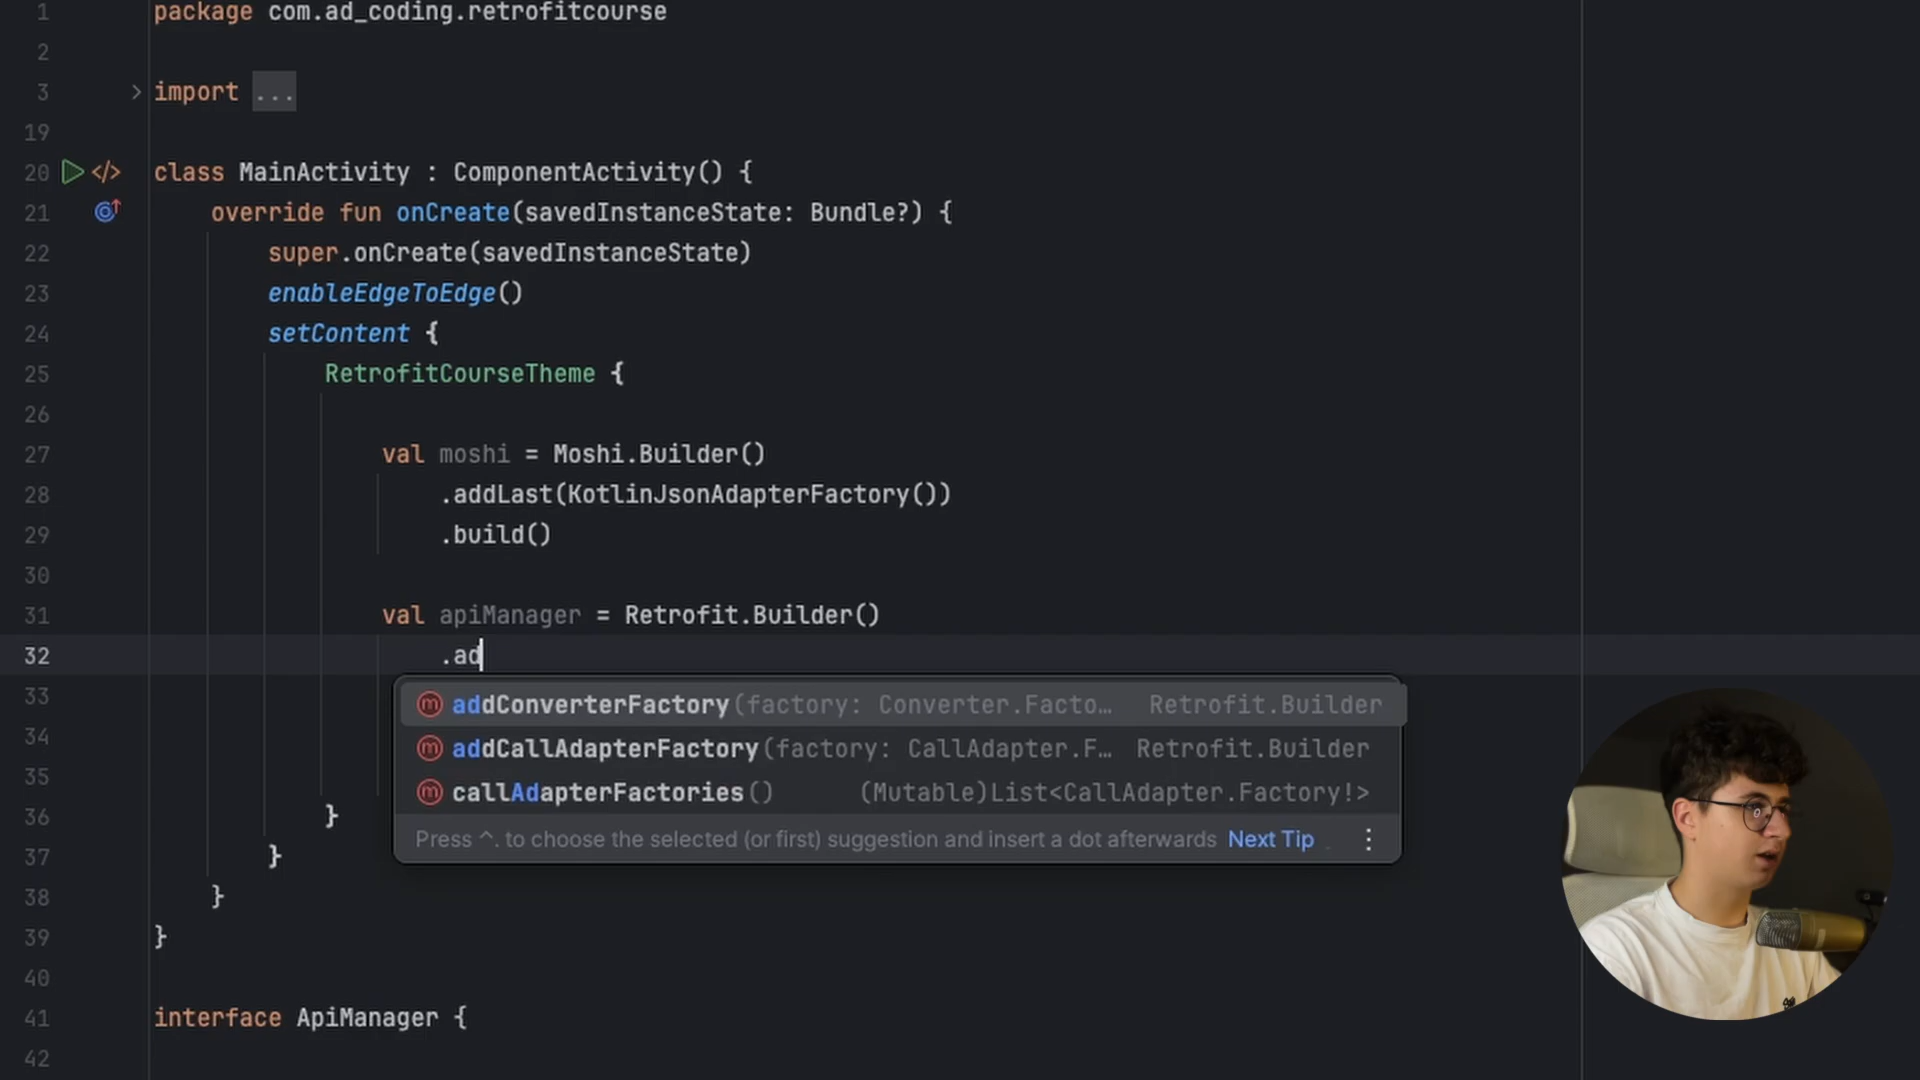 1 package com.ad_coding.retrofitcourse
2
3 import ...
19
20 class MainActivity : ComponentActivity() {
21 override fun onCreate(savedInstanceState: Bundle?) {
22 super.onCreate(savedInstanceState)
23 enableEdgeToEdge()
24 setContent {
25 RetrofitCourseTheme {
26
27 val moshi = Moshi.Builder()
28 .addLast(KotlinJsonAdapterFactory())
29 .build()
30
31 val apiManager = Retrofit.Builder()
32 .ad
33 addConverterFactory(factory: Converter.Facto… Retrofit.Builder
34 addCallAdapterFactory(factory: CallAdapter.F… Retrofit.Builder
35 callAdapterFactories() (Mutable)List<CallAdapter.Factory!>
36 }
Press ^. to choose the selected (or first) suggestion and insert a dot afterwards Next Tip
37 }
38 }
39 }
40
41 interface ApiManager {
42